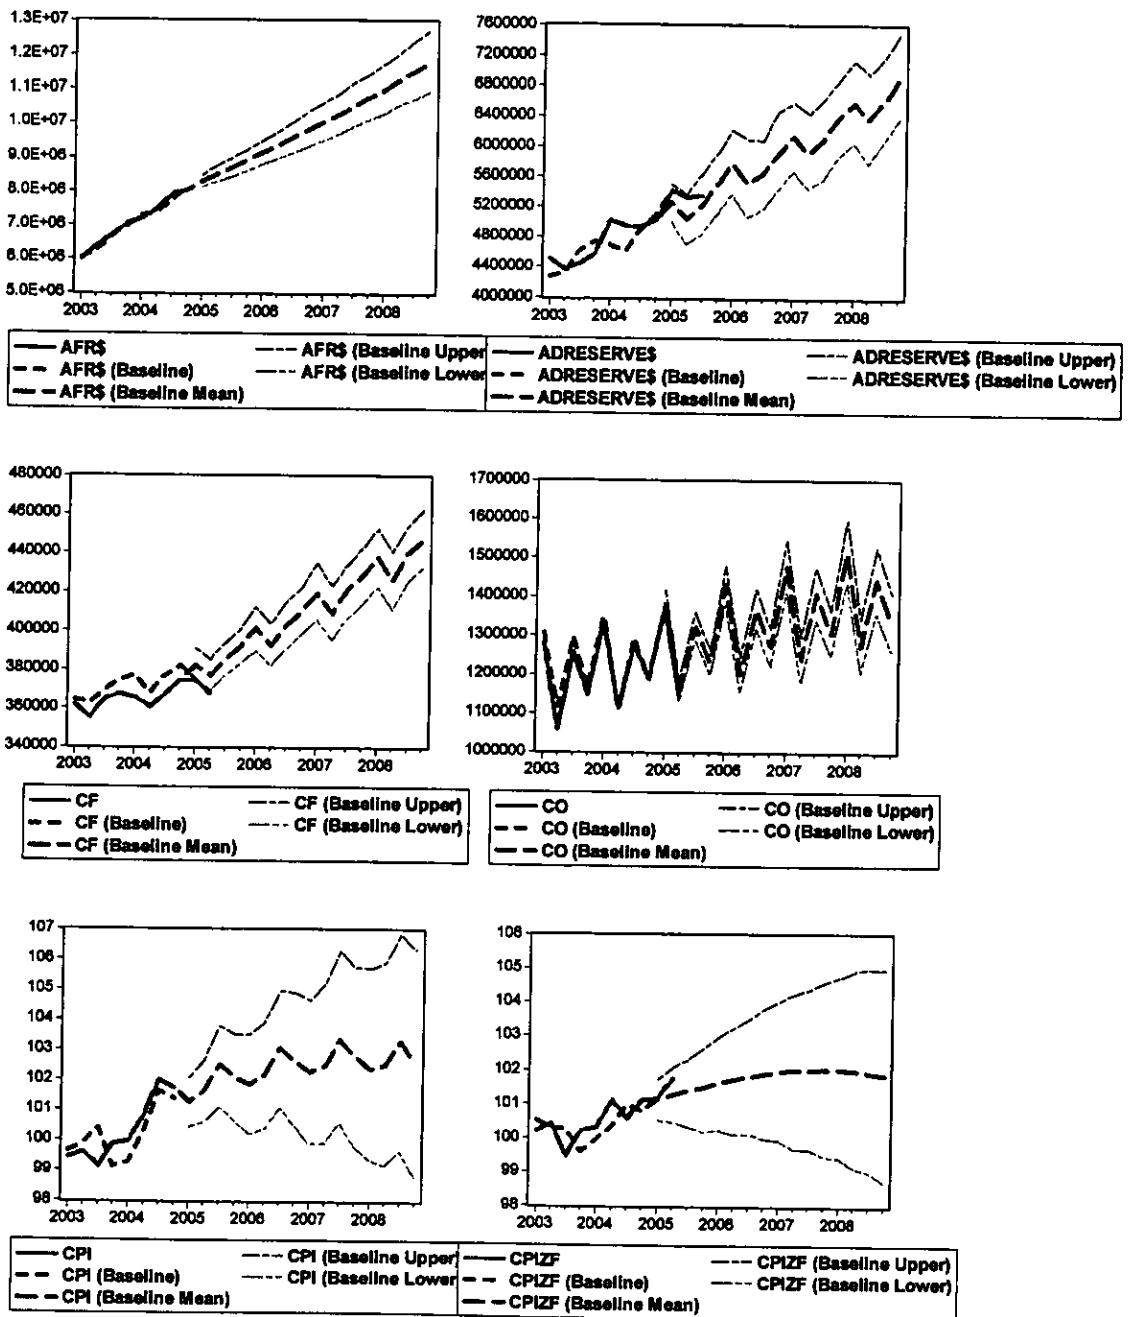 1.3E+07
1.2E+07
1.1E+07
1.0E+07
9.0E+06
8.0E+06
7.0E+06
6.0E+06
5.0E+06
2003 2004 2005 2006 2007 2008
AFR$ AFR$ (Baseline Upper
AFR$ (Baseline) AFR$ (Baseline Lower
AFR$ (Baseline Mean)
7600000
7200000
6800000
6400000
6000000
5600000
5200000
4800000
4400000
4000000
2003 2004 2005 2006 2007 2008
ADRESERVE$ ADRESERVE$ (Baseline Upper)
ADRESERVE$ (Baseline) ADRESERVE$ (Baseline Lower)
ADRESERVE$ (Baseline Mean)
480000
460000
440000
420000
400000
380000
360000
340000
2003 2004 2005 2006 2007 2008
CF CF (Baseline Upper)
CF (Baseline) CF (Baseline Lower)
CF (Baseline Mean)
1700000
1600000
1500000
1400000
1300000
1200000
1100000
1000000
2003 2004 2005 2006 2007 2008
CO CO (Baseline Upper)
CO (Baseline) CO (Baseline Lower)
CO (Baseline Mean)
107
106
105
104
103
102
101
100
99
98
2003 2004 2005 2006 2007 2008
CPI CPI (Baseline Upper
CPI (Baseline) CPI (Baseline Lower
CPI (Baseline Mean)
106
105
104
103
102
101
100
99
98
2003 2004 2005 2006 2007 2008
CPIZF CPIZF (Baseline Upper)
CPIZF (Baseline) CPIZF (Baseline Lower)
CPIZF (Baseline Mean)